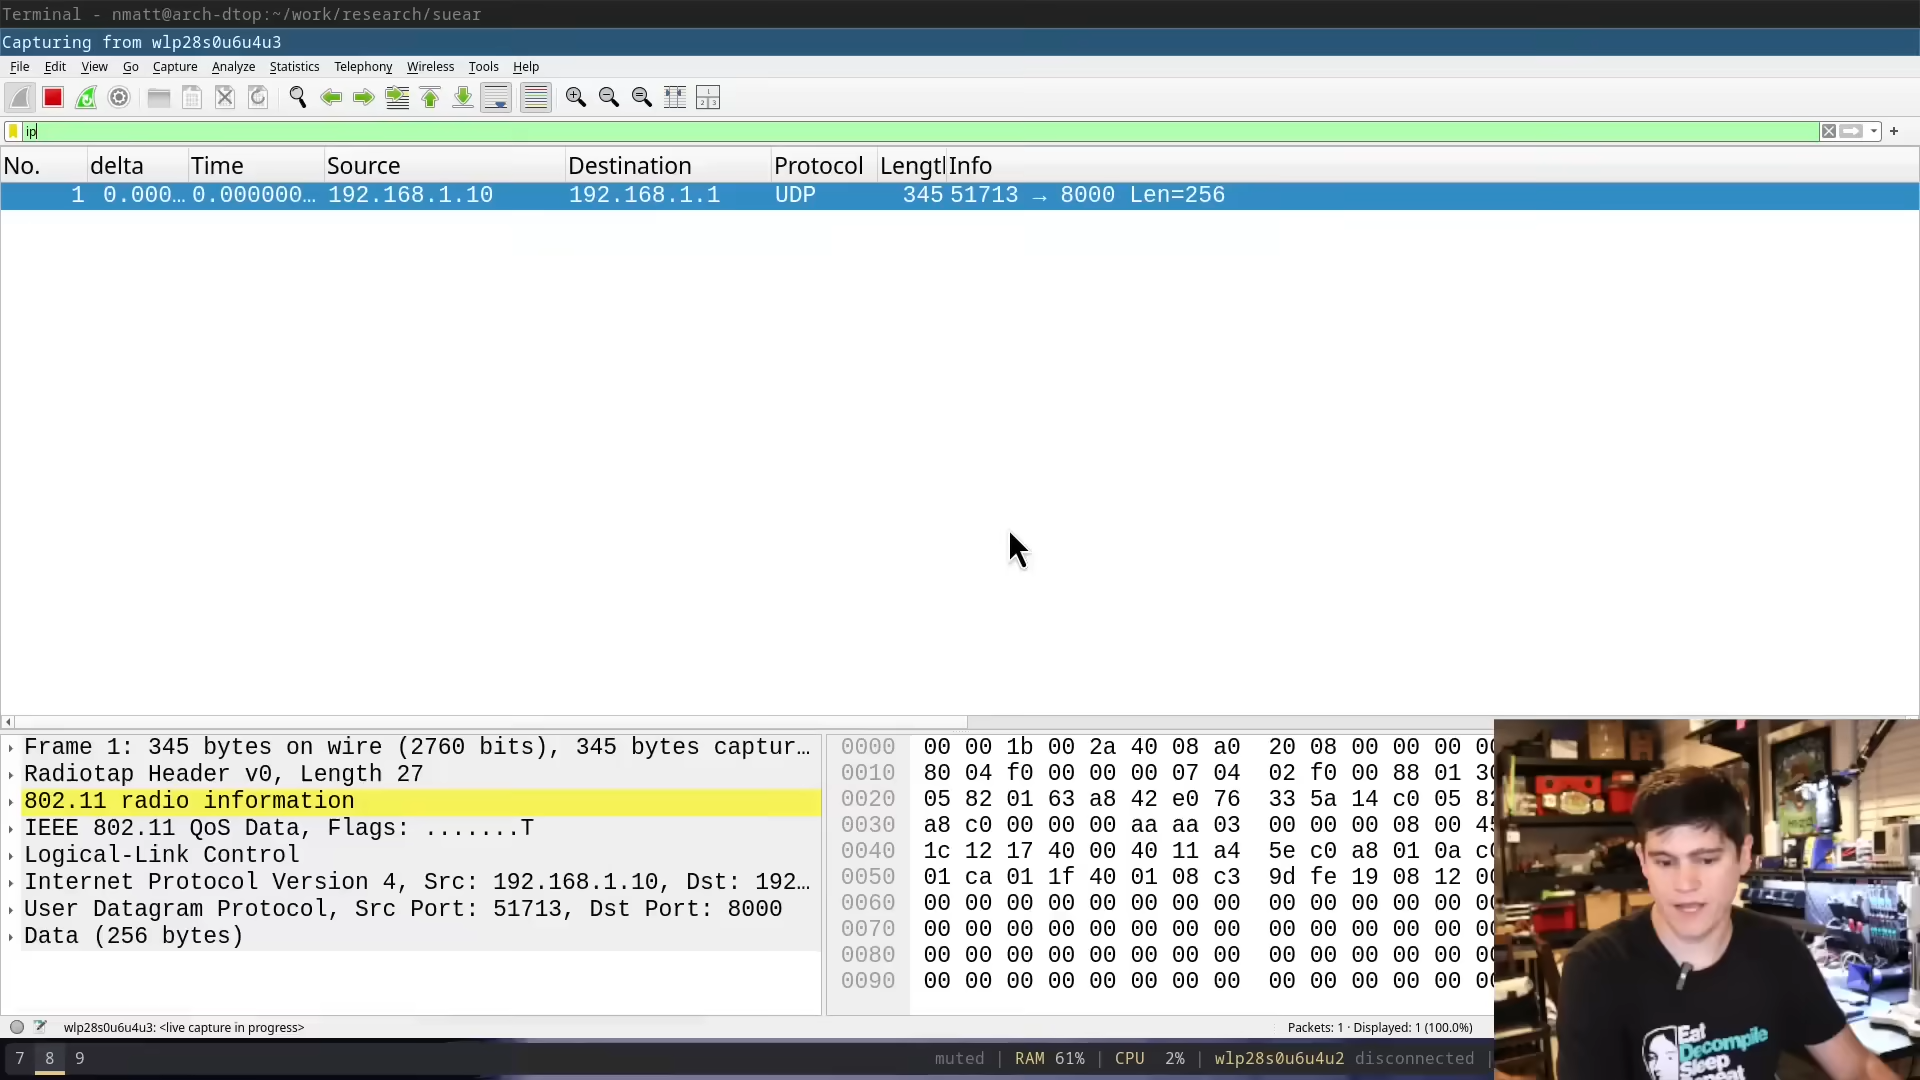 Terminal - nmatt@arch-dtop:~/work/research/suear
Capturing from wlp28s0u6u4u3
File Edit View Go Capture Analyze Statistics Telephony Wireless Tools Help
ip
No. delta Time Source Destination Protocol Lengtl Info
1 0.000… 0.000000… 192.168.1.10 192.168.1.1 UDP 345 51713 → 8000 Len=256
Frame 1: 345 bytes on wire (2760 bits), 345 bytes captur…
Radiotap Header v0, Length 27
802.11 radio information
IEEE 802.11 QoS Data, Flags: .......T
Logical-Link Control
Internet Protocol Version 4, Src: 192.168.1.10, Dst: 192…
User Datagram Protocol, Src Port: 51713, Dst Port: 8000
Data (256 bytes)
0000 00 00 1b 00 2a 40 08 a0 20 08 00 00 00 00
0010 80 04 f0 00 00 00 07 04 02 f0 00 88 01 30
0020 05 82 01 63 a8 42 e0 76 33 5a 14 c0 05 82
0030 a8 c0 00 00 00 aa aa 03 00 00 00 08 00 45
0040 1c 12 17 40 00 40 11 a4 5e c0 a8 01 0a c0
0050 01 ca 01 1f 40 01 08 c3 9d fe 19 08 12 00
0060 00 00 00 00 00 00 00 00 00 00 00 00 00 00
0070 00 00 00 00 00 00 00 00 00 00 00 00 00 00
0080 00 00 00 00 00 00 00 00 00 00 00 00 00 00
0090 00 00 00 00 00 00 00 00 00 00 00 00 00 00
wlp28s0u6u4u3: <live capture in progress>
Packets: 1 · Displayed: 1 (100.0%)
7 8 9
muted | RAM 61% | CPU 2% | wlp28s0u6u4u2 disconnected |
Eat
Decompile
Sleep